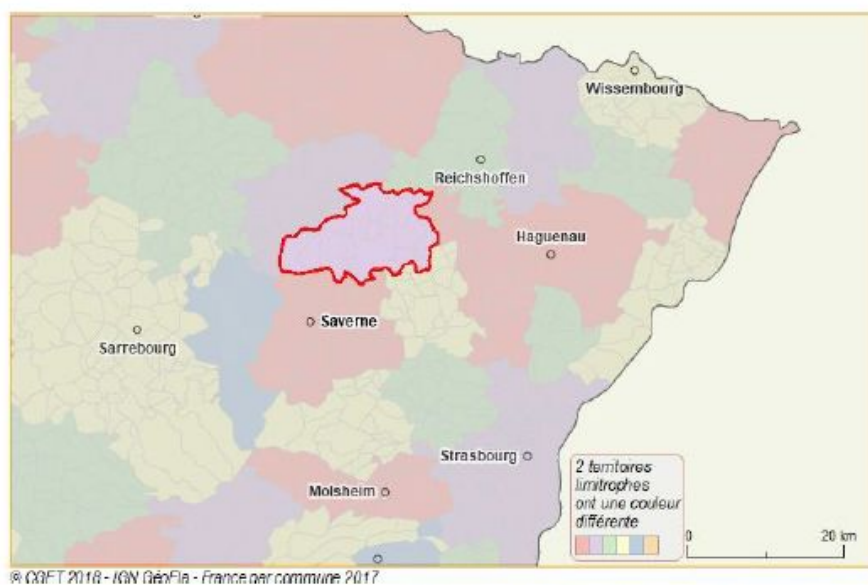 Wissembourg
Reichshoffen
Haguenau
Saverne
Sarrebourg
Strasbourg
Molsheim
2 territoires
limitrophes
ont une couleur
différente
0 20 km
© CGET 2018 - IGN GéoFla - France par commune 2017